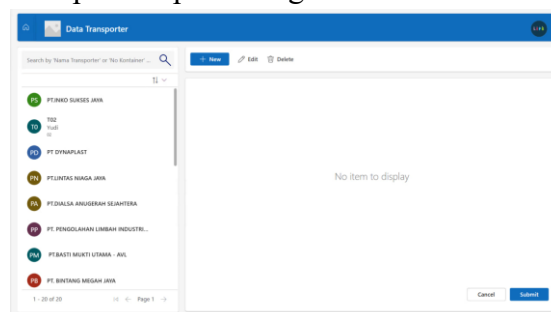 Data Transporter
Search by 'Nama Transporter' or 'No Kontainer' ...
+ New Edit Delete
PS PT.INKO SUKSES JAYA
T0 T02
Yudi
PD PT DYNAPLAST
No item to display
PN PT.LINTAS NIAGA JAYA
PA PT.DIALSA ANUGERAH SEJAHTERA
PP PT. PENGOLAHAN LIMBAH INDUSTRI...
PM PT.BASTI MUKTI UTAMA - AVL
PB PT. BINTANG MEGAH JAYA
1 - 20 of 20 Page 1
Cancel Submit